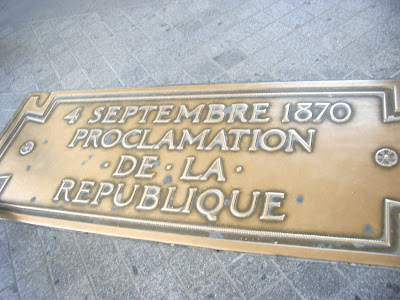 4 SEPTEMBRE 1870
PROCLAMATION
· DE · LA ·
REPUBLIQUE